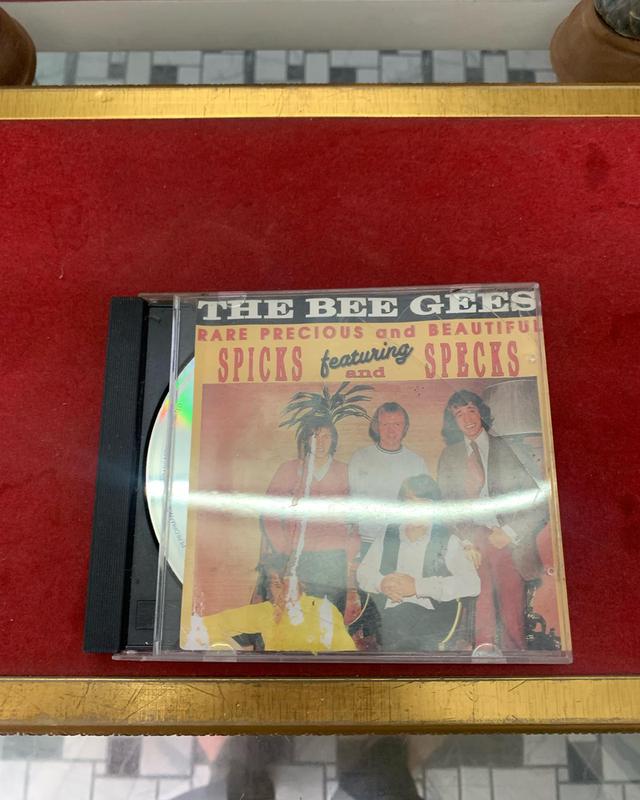 THE BEE GEES
RARE PRECIOUS and BEAUTIFUL
SPICKS featuring SPECKS
and